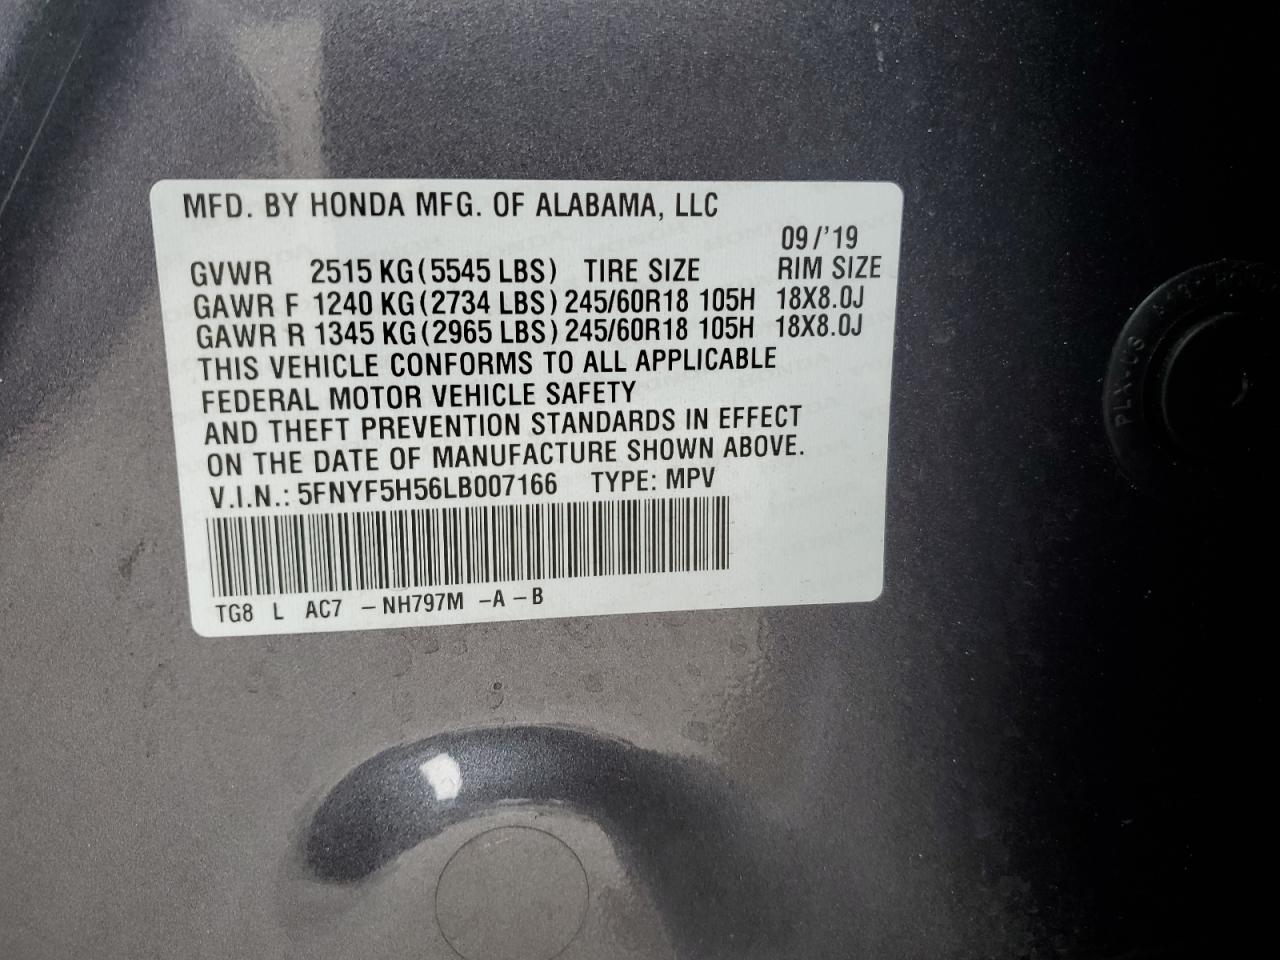 MFD. BY HONDA MFG. OF ALABAMA, LLC
09/'19
GVWR 2515 KG (5545 LBS) TIRE SIZE RIM SIZE
GAWR F 1240 KG (2734 LBS) 245/60R18 105H 18X8.0J
GAWR R 1345 KG (2965 LBS) 245/60R18 105H 18X8.0J
THIS VEHICLE CONFORMS TO ALL APPLICABLE
FEDERAL MOTOR VEHICLE SAFETY
AND THEFT PREVENTION STANDARDS IN EFFECT
ON THE DATE OF MANUFACTURE SHOWN ABOVE.
V.I.N.: 5FNYF5H56LB007166 TYPE: MPV
TG8 L AC7 -NH797M -A -B